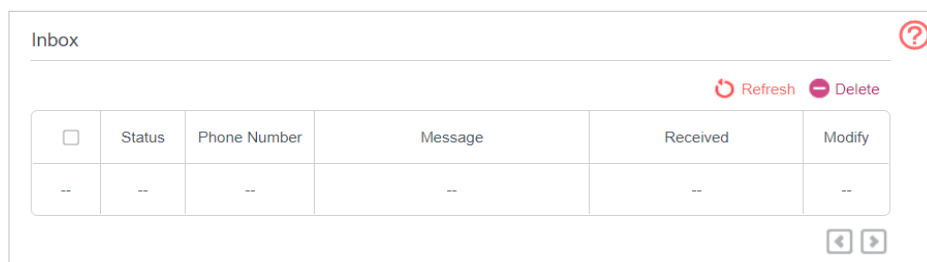 Inbox
?
Refresh Delete
Status Phone Number Message Received Modify
-- -- -- -- -- --